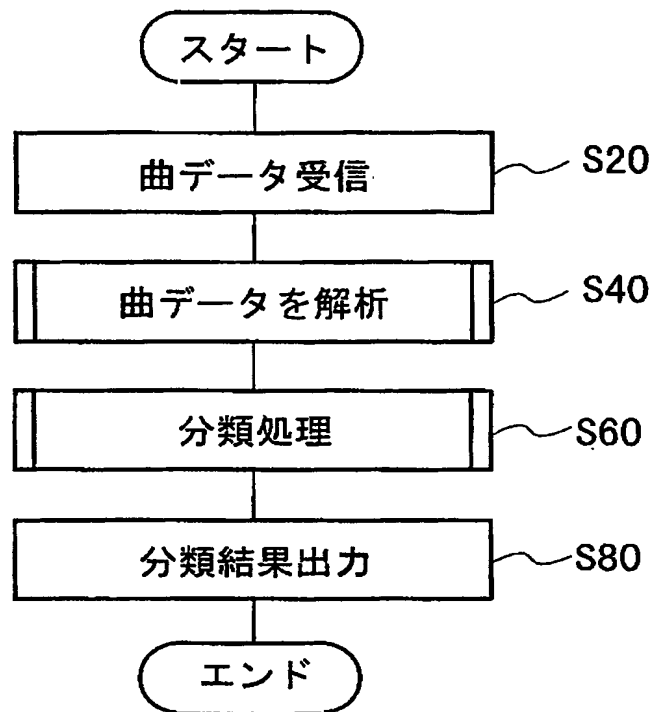 スタート
曲データ受信
S20
曲データを解析
S40
分類処理
S60
分類結果出力
S80
エンド